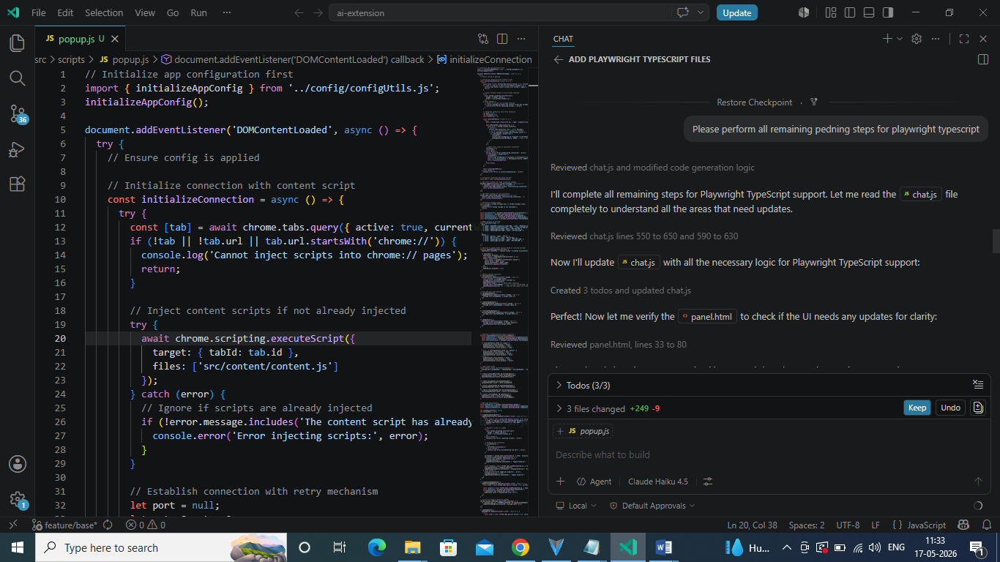 File Edit Selection View Go Run ···
ai-extension
Update
JS popup.js U
src > scripts > JS popup.js > document.addEventListener('DOMContentLoaded') callback > initializeConnection
1 // Initialize app configuration first
2 import { initializeAppConfig } from '../config/configUtils.js';
3 initializeAppConfig();
4
5 document.addEventListener('DOMContentLoaded', async () => {
6 try {
7 // Ensure config is applied
8
9 // Initialize connection with content script
10 const initializeConnection = async () => {
11 try {
12 const [tab] = await chrome.tabs.query({ active: true, current
13 if (!tab || !tab.url || tab.url.startsWith('chrome://')) {
14 console.log('Cannot inject scripts into chrome:// pages');
15 return;
16 }
17
18 // Inject content scripts if not already injected
19 try {
20 await chrome.scripting.executeScript({
21 target: { tabId: tab.id },
22 files: ['src/content/content.js']
23 });
24 } catch (error) {
25 // Ignore if scripts are already injected
26 if (!error.message.includes('The content script has already
27 console.error('Error injecting scripts:', error);
28 }
29 }
30
31 // Establish connection with retry mechanism
32 let port = null;
CHAT
ADD PLAYWRIGHT TYPESCRIPT FILES
Restore Checkpoint ·
Please perform all remaining pedning steps for playwright typescript
Reviewed chat.js and modified code generation logic
I'll complete all remaining steps for Playwright TypeScript support. Let me read the JS chat.js file
completely to understand all the areas that need updates.
Reviewed chat.js lines 550 to 650 and 590 to 630
Now I'll update JS chat.js with all the necessary logic for Playwright TypeScript support:
Created 3 todos and updated chat.js
Perfect! Now let me verify the panel.html to check if the UI needs any updates for clarity:
Reviewed panel.html, lines 33 to 80
Todos (3/3)
3 files changed +249 -9
Keep Undo
+ JS popup.js
Describe what to build
Agent Claude Haiku 4.5
Local Default Approvals
36
1
feature/base* 0 0
Ln 20, Col 38 Spaces: 2 UTF-8 LF { } JavaScript
Type here to search
Hu...
ENG
11:33
17-05-2026
1